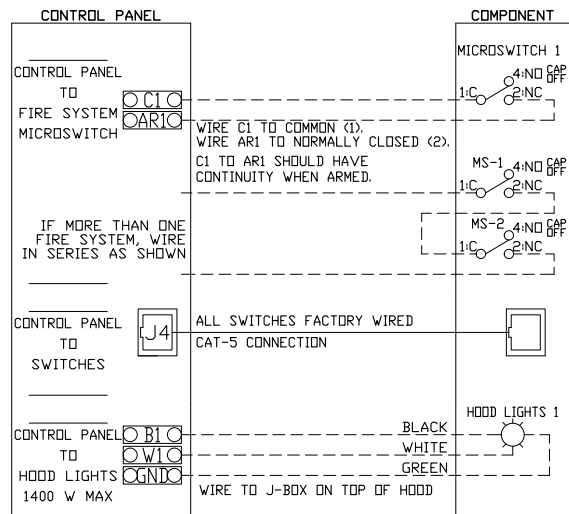 CONTROL PANEL
COMPONENT
MICROSWITCH 1
CONTROL PANEL
TO
FIRE SYSTEM
MICROSWITCH
C1
AR1
1:C
4:NO CAP OFF
2:NC
WIRE C1 TO COMMON (1).
WIRE AR1 TO NORMALLY CLOSED (2).
C1 TO AR1 SHOULD HAVE
CONTINUITY WHEN ARMED.
MS-1
1:C
4:NO CAP OFF
2:NC
IF MORE THAN ONE
FIRE SYSTEM, WIRE
IN SERIES AS SHOWN
MS-2
1:C
4:NO CAP OFF
2:NC
CONTROL PANEL
TO
SWITCHES
J4
ALL SWITCHES FACTORY WIRED
CAT-5 CONNECTION
HOOD LIGHTS 1
CONTROL PANEL
TO
HOOD LIGHTS
1400 W MAX
B1
W1
GND
BLACK
WHITE
GREEN
WIRE TO J-BOX ON TOP OF HOOD